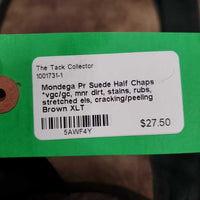 The Tack Collector
1001731-1
Mondega Pr Suede Half Chaps
*vgc/gc, mnr dirt, stains, rubs,
stretched els, cracking/peeling
Brown XLT
5AWF4Y
$27.50